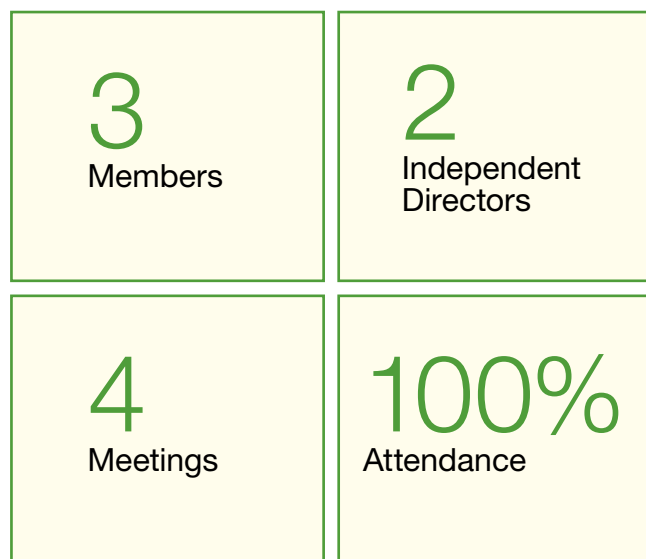 3
Members
2
Independent
Directors
4
Meetings
100%
Attendance